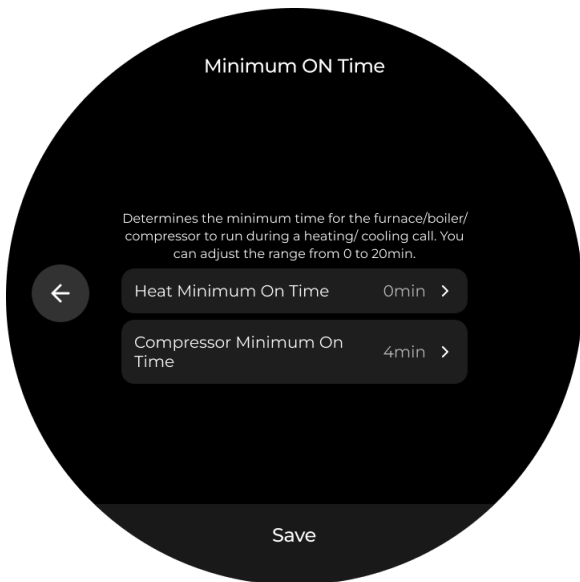 Minimum ON Time
Determines the minimum time for the furnace/boiler/
compressor to run during a heating/ cooling call. You
can adjust the range from 0 to 20min.
Heat Minimum On Time 0min
Compressor Minimum On
Time 4min
Save